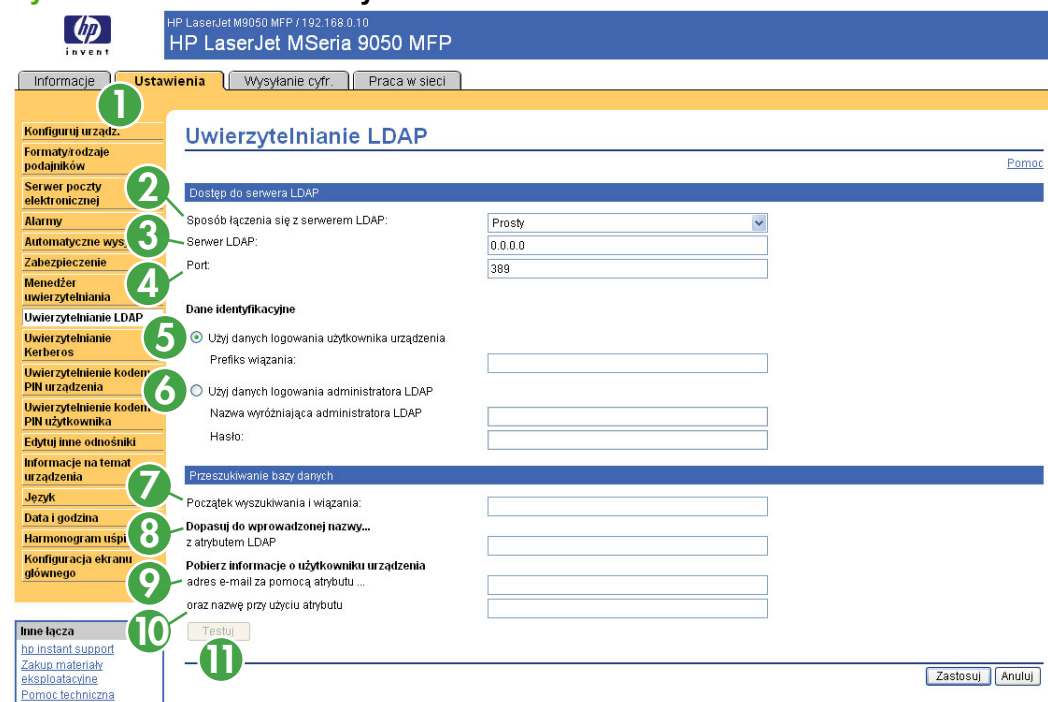 hp
invent
HP LaserJet M9050 MFP / 192.168.0.10
HP LaserJet MSeria 9050 MFP
Informacje
Ustawienia
Wysyłanie cyfr.
Praca w sieci
1
Konfiguruj urządz.
Formaty/rodzaje
podajników
Serwer poczty
elektronicznej
Alarmy
Automatyczne
Zabezpieczenie
Menedżer
uwierzytelniania
Uwierzytelnianie LDAP
Uwierzytelnianie
Kerberos
Uwierzytelnienie kodem
PIN urządzenia
Uwierzytelnienie kodem
PIN użytkownika
Edytuj inne odnośniki
Informacje na temat
urządzenia
Język
Data i godzina
Harmonogram
Konfiguracja ekranu
głównego
Inne łącza
hp instant support
Zakup materiały
eksploatacyjne
Pomoc techniczna
Uwierzytelnianie LDAP
Pomoc
Dostęp do serwera LDAP
2
Sposób łączenia się z serwerem LDAP:
Prosty
3
Serwer LDAP:
0.0.0.0
4
Port:
389
Dane identyfikacyjne
5
Użyj danych logowania użytkownika urządzenia
Prefiks wiązania:
6
Użyj danych logowania administratora LDAP
Nazwa wyróżniająca administratora LDAP
Hasło:
Przeszukiwanie bazy danych
7
Początek wyszukiwania i wiązania:
8
Dopasuj do wprowadzonej nazwy...
z atrybutem LDAP
Pobierz informacje o użytkowniku urządzenia
9
adres e-mail za pomocą atrybutu ...
10
oraz nazwę przy użyciu atrybutu
Testuj
11
Zastosuj
Anuluj